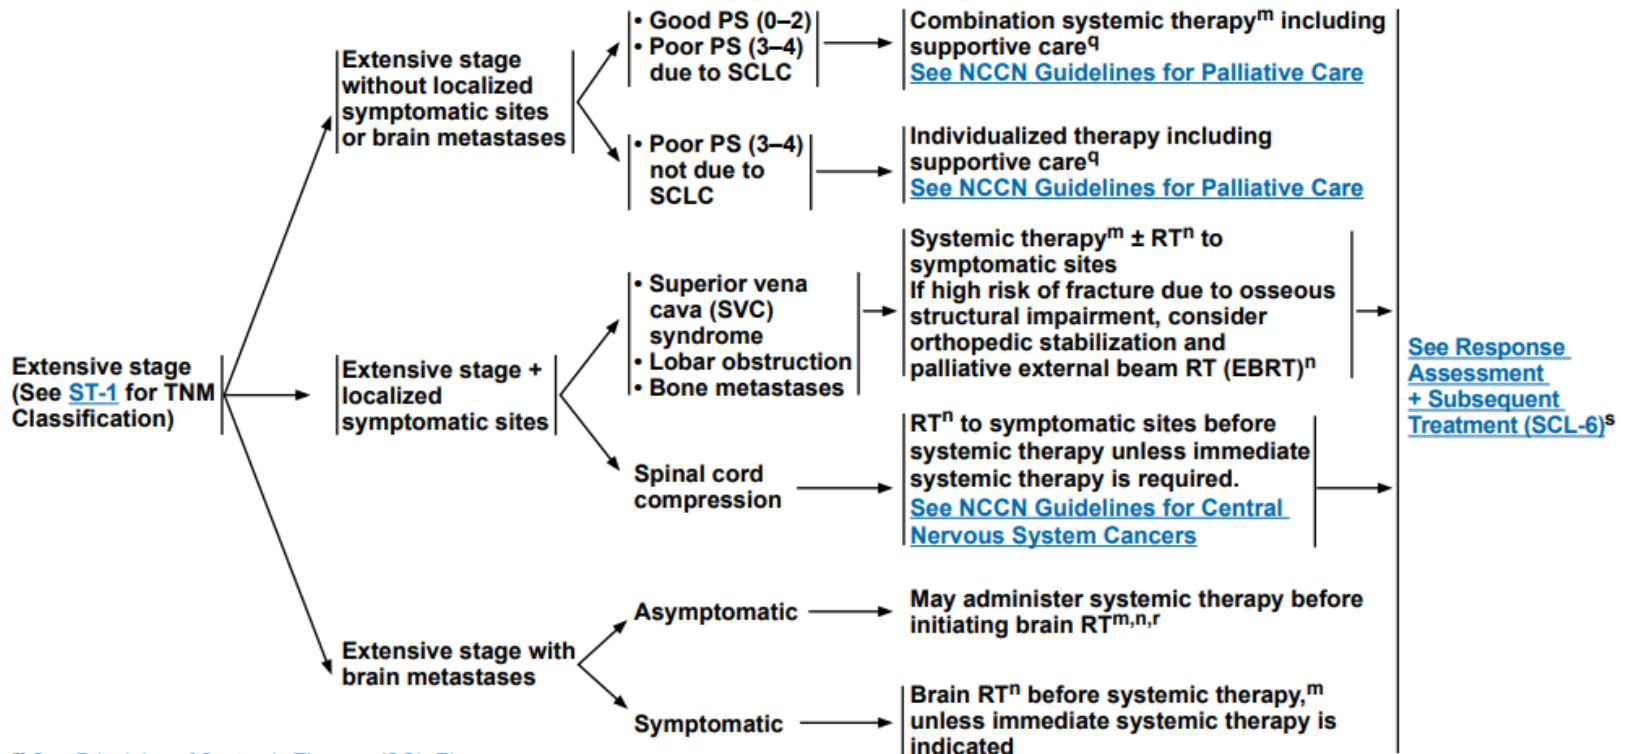 Extensive stage
(See ST-1 for TNM
Classification)
Extensive stage
without localized
symptomatic sites
or brain metastases
• Good PS (0–2)
• Poor PS (3–4)
due to SCLC
Combination systemic therapyᵐ including
supportive careq
See NCCN Guidelines for Palliative Care
• Poor PS (3–4)
not due to
SCLC
Individualized therapy including
supportive careq
See NCCN Guidelines for Palliative Care
Extensive stage +
localized
symptomatic sites
• Superior vena
cava (SVC)
syndrome
• Lobar obstruction
• Bone metastases
Systemic therapyᵐ ± RTⁿ to
symptomatic sites
If high risk of fracture due to osseous
structural impairment, consider
orthopedic stabilization and
palliative external beam RT (EBRT)ⁿ
Spinal cord
compression
RTⁿ to symptomatic sites before
systemic therapy unless immediate
systemic therapy is required.
See NCCN Guidelines for Central
Nervous System Cancers
Extensive stage with
brain metastases
Asymptomatic
May administer systemic therapy before
initiating brain RTᵐ,ⁿ,ʳ
Symptomatic
Brain RTⁿ before systemic therapy,ᵐ
unless immediate systemic therapy is
indicated
See Response
Assessment
+ Subsequent
Treatment (SCL-6)ˢ